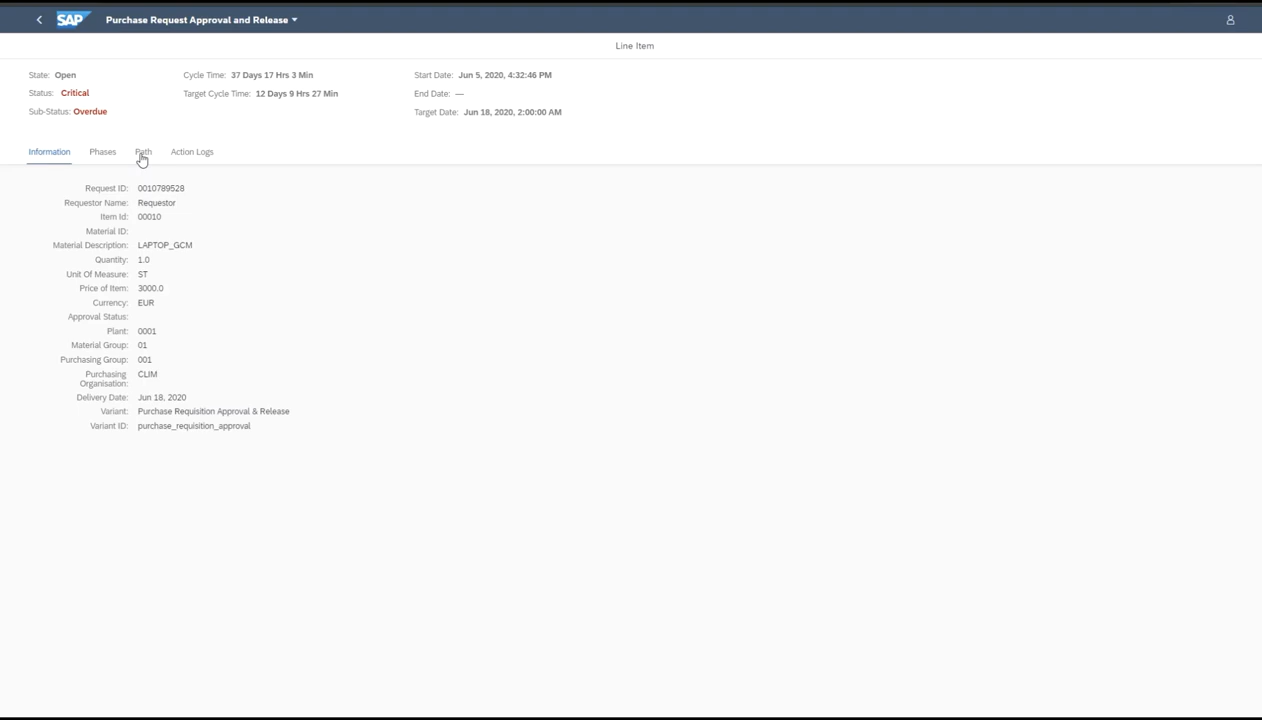 SAP Purchase Request Approval and Release
Line Item
State: Open Cycle Time: 37 Days 17 Hrs 3 Min Start Date: Jun 5, 2020, 4:32:46 PM
Status: Critical Target Cycle Time: 12 Days 9 Hrs 27 Min End Date: —
Sub-Status: Overdue Target Date: Jun 18, 2020, 2:00:00 AM
Information Phases Path Action Logs
Request ID: 0010789528
Requestor Name: Requestor
Item Id: 00010
Material ID:
Material Description: LAPTOP_GCM
Quantity: 1.0
Unit Of Measure: ST
Price of Item: 3000.0
Currency: EUR
Approval Status:
Plant: 0001
Material Group: 01
Purchasing Group: 001
Purchasing CLIM
Organisation:
Delivery Date: Jun 18, 2020
Variant: Purchase Requisition Approval & Release
Variant ID: purchase_requisition_approval